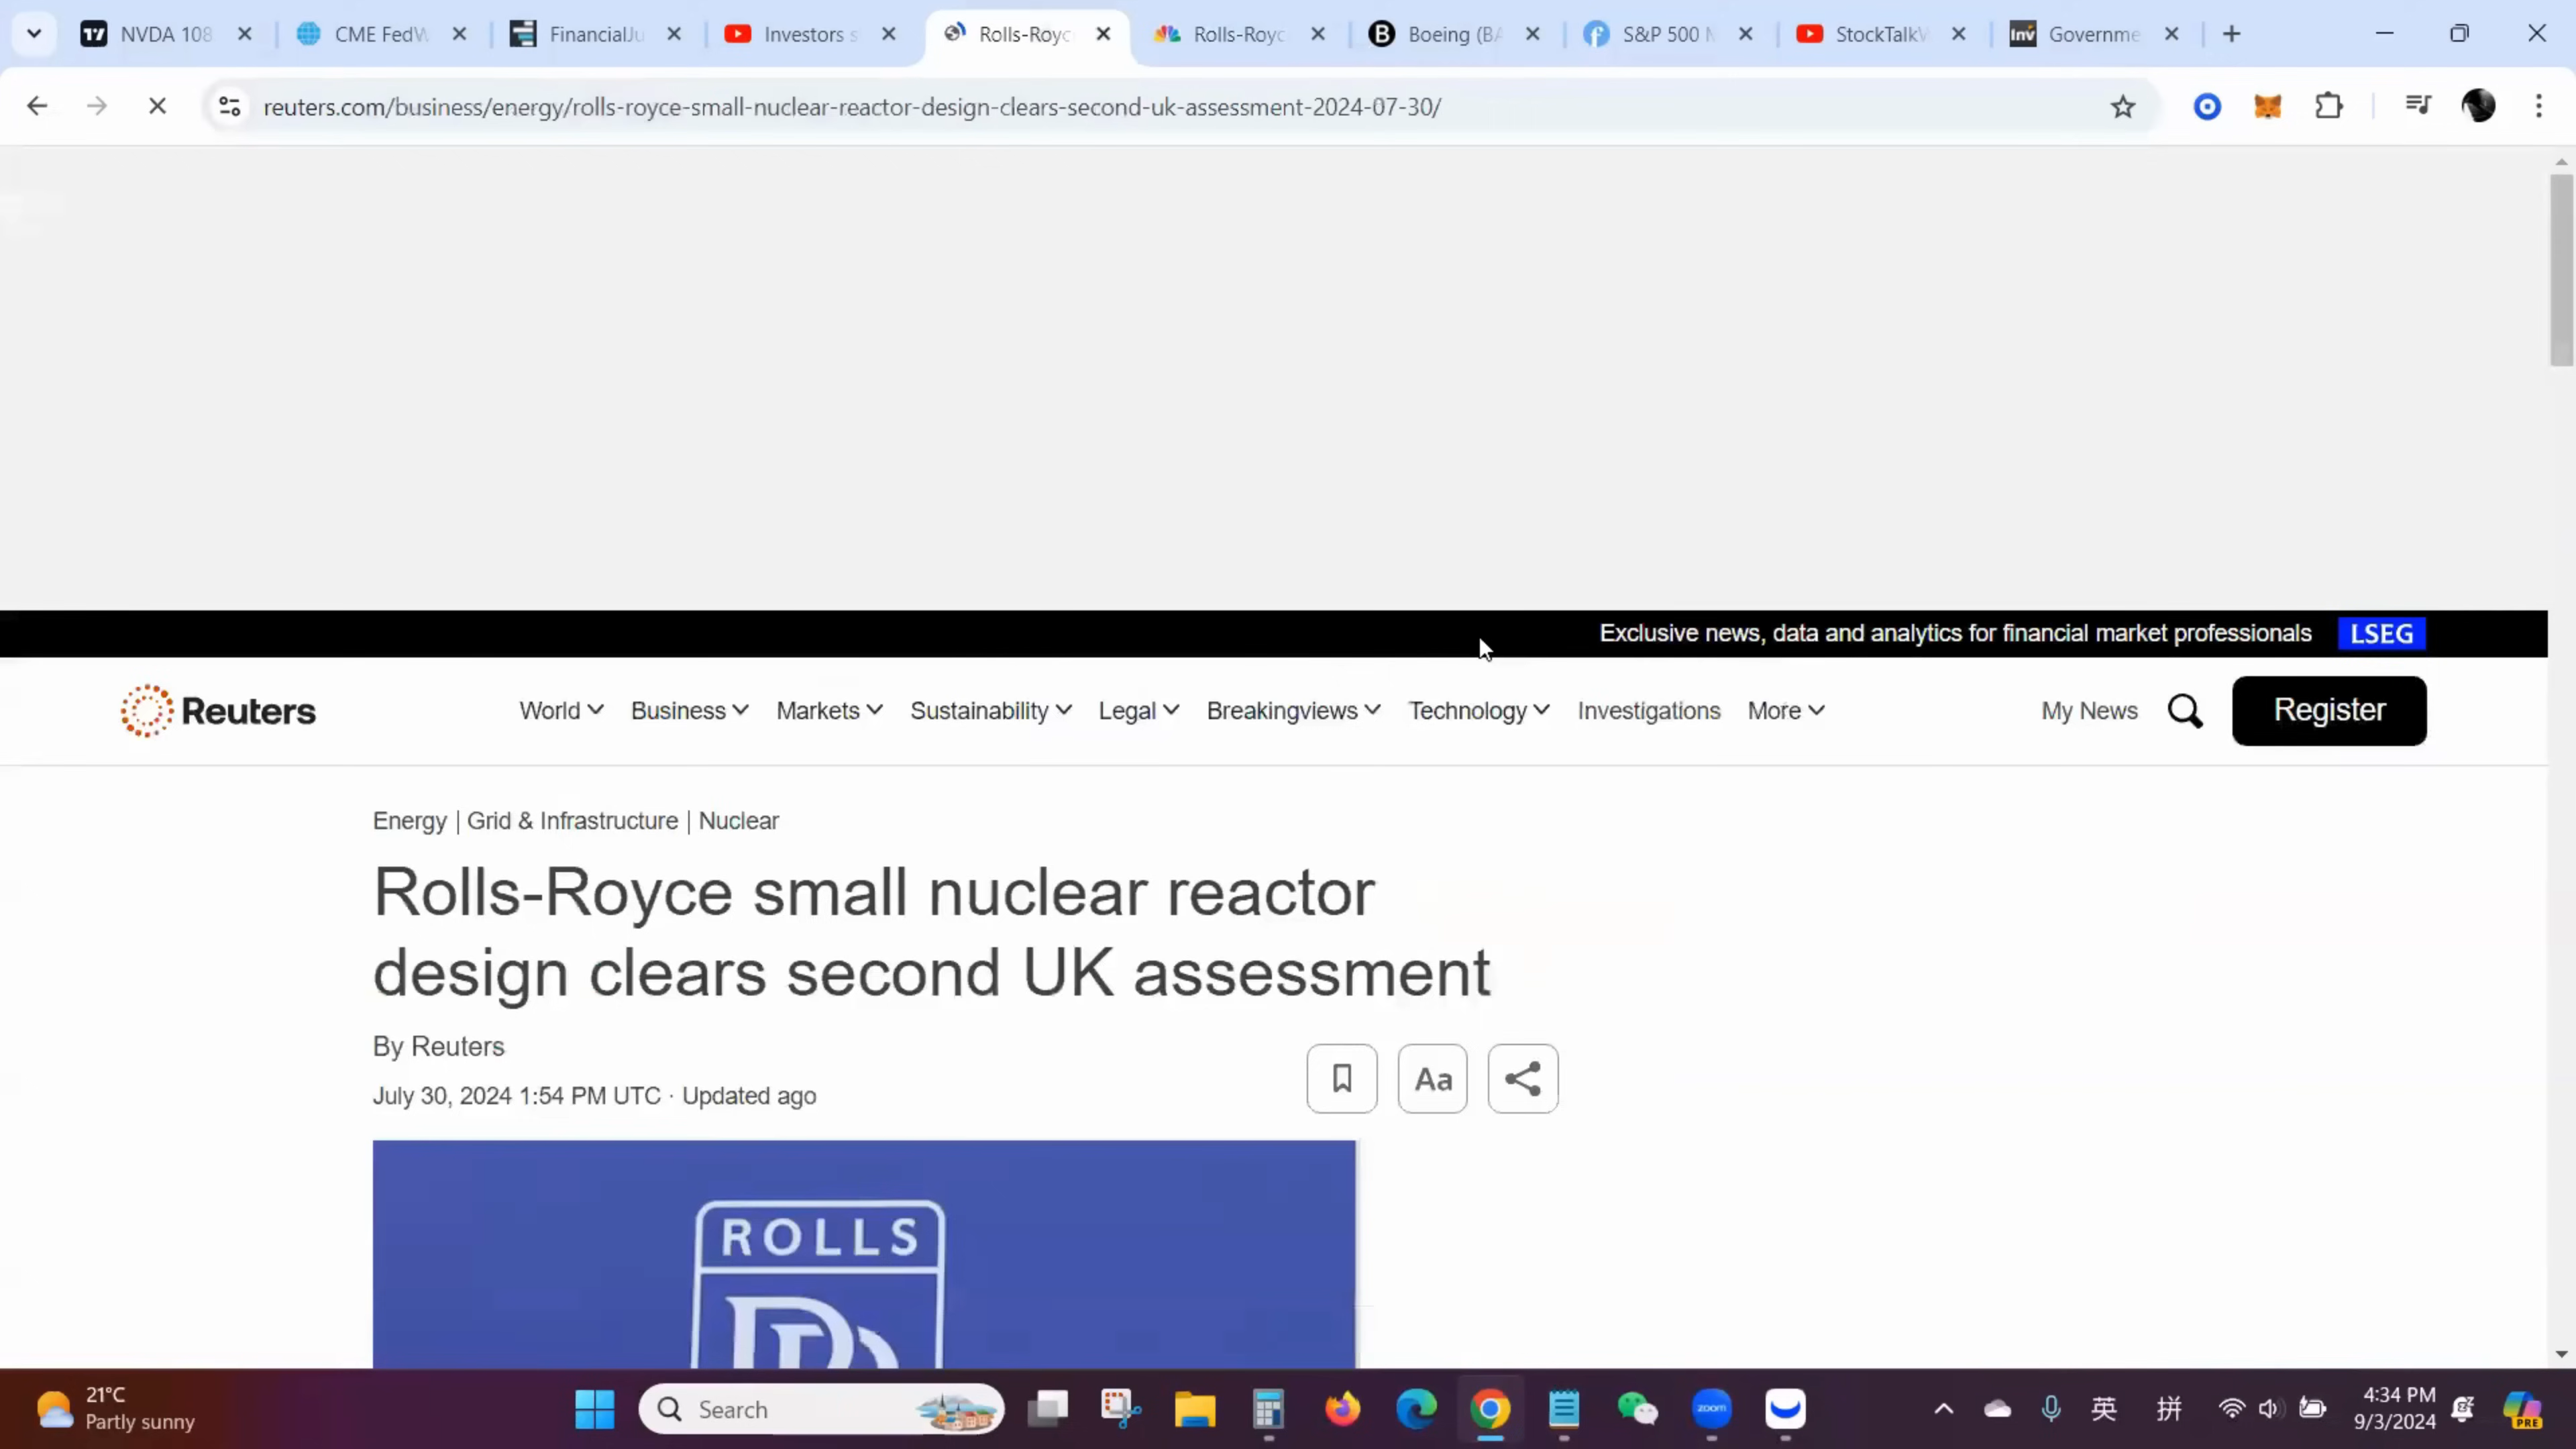 NVDA 108
CME FedW
FinancialJu
Investors s
Rolls-Royc
Rolls-Royc
Boeing (BA
S&P 500 M
StockTalkW
Governme
reuters.com/business/energy/rolls-royce-small-nuclear-reactor-design-clears-second-uk-assessment-2024-07-30/
Exclusive news, data and analytics for financial market professionals LSEG
Reuters World Business Markets Sustainability Legal Breakingviews Technology Investigations More My News Register
Energy | Grid & Infrastructure | Nuclear
Rolls-Royce small nuclear reactor
design clears second UK assessment
By Reuters
July 30, 2024 1:54 PM UTC · Updated ago
Aa
ROLLS
21°C
Partly sunny
Search
zoom
英 拼
4:34 PM
9/3/2024
PRE